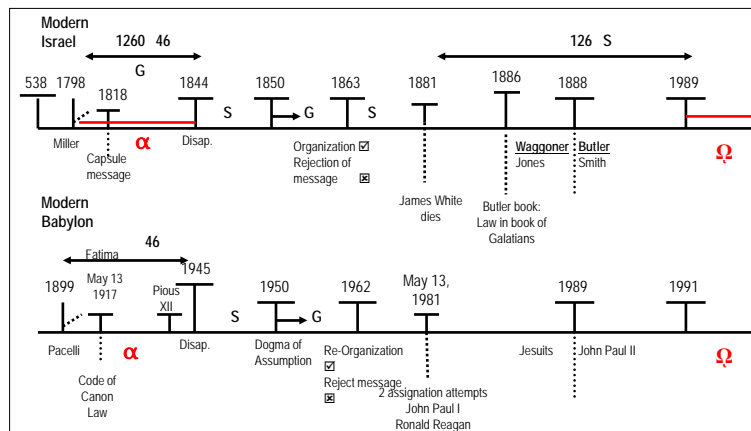 Modern
Israel
1260 46
126 S
G
538
1798
1818
1844
S
1850
G
1863
S
1881
1886
1888
1989
Miller
α
Capsule
message
Disap.
Organization ☑
Rejection of
message
☒
James White
dies
Waggoner
Jones
Butler
Smith
Ω
Butler book:
Law in book of
Galatians
Modern
Babylon
46
Fatima
1899
May 13
1917
Pious
XII
1945
S
1950
G
1962
May 13,
1981
1989
1991
Pacelli
α
Disap.
Code of
Canon
Law
Dogma of
Assumption
Re-Organization
☑
Reject message
☒
2 assignation attempts
John Paul I
Ronald Reagan
Jesuits
John Paul II
Ω